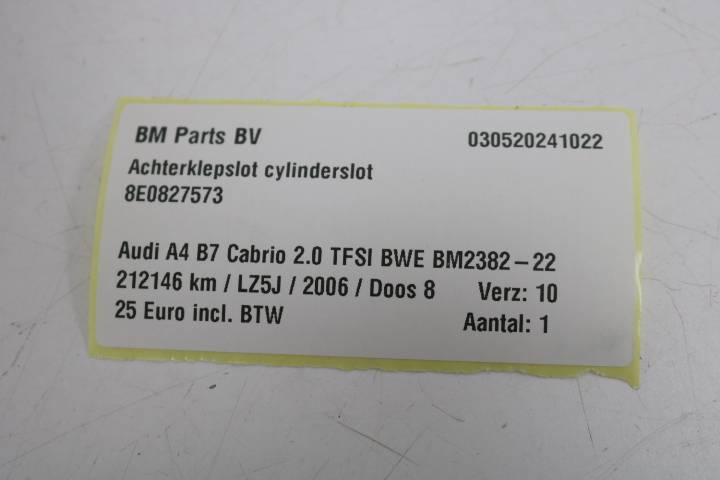 BM Parts BV 030520241022
Achterklepslot cylinderslot
8E0827573
Audi A4 B7 Cabrio 2.0 TFSI BWE BM2382-22
212146 km / LZ5J / 2006 / Doos 8 Verz: 10
25 Euro incl. BTW Aantal: 1